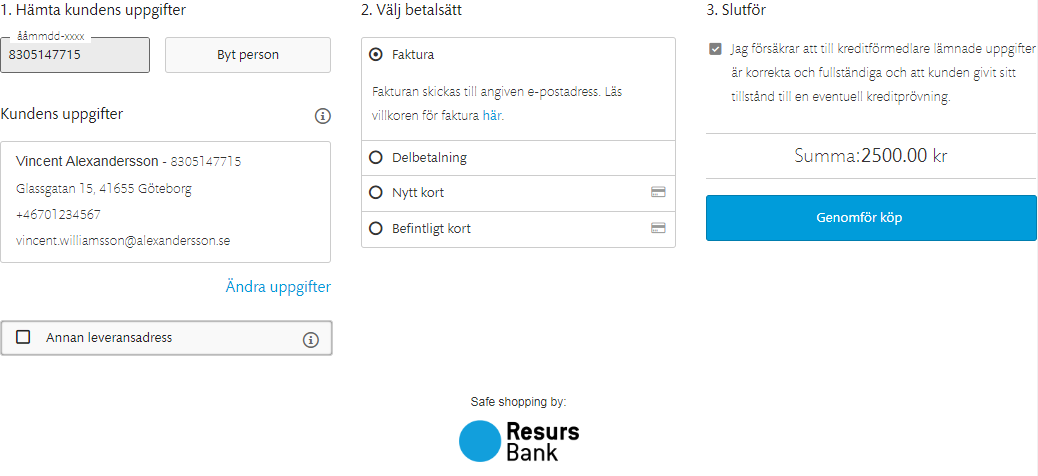 1. Hämta kundens uppgifter
ååmmdd-xxxx
8305147715
Byt person
Kundens uppgifter
Vincent Alexandersson - 8305147715
Glassgatan 15, 41655 Göteborg
+46701234567
vincent.williamsson@alexandersson.se
Ändra uppgifter
Annan leveransadress
2. Välj betalsätt
Faktura
Fakturan skickas till angiven e-postadress. Läs
villkoren för faktura här.
Delbetalning
Nytt kort
Befintligt kort
3. Slutför
Jag försäkrar att till kreditförmedlare lämnade uppgifter
är korrekta och fullständiga och att kunden givit sitt
tillstånd till en eventuell kreditprövning.
Summa:2500.00 kr
Genomför köp
Safe shopping by:
Resurs
Bank